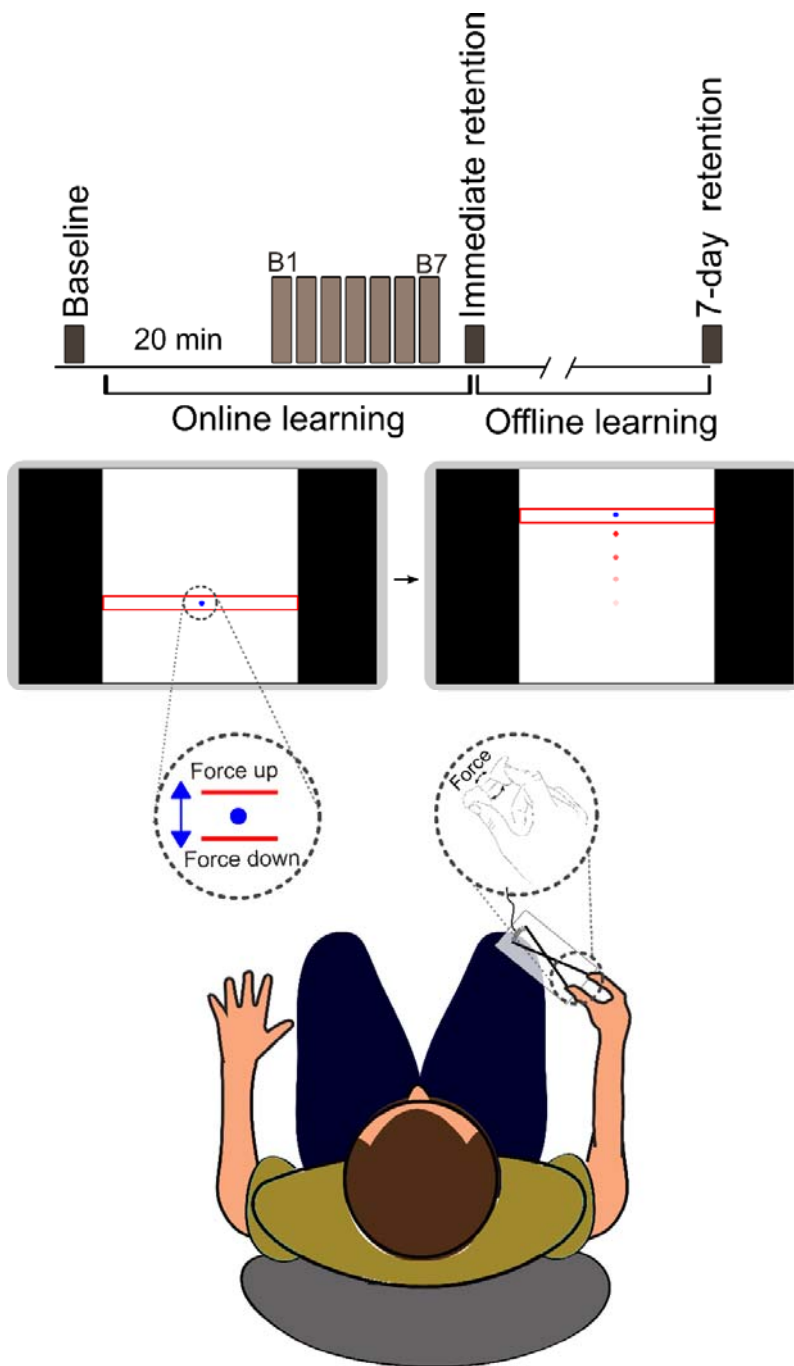 Baseline
20 min
B1
B7
Immediate retention
7-day retention
Online learning
Offline learning
Force up
Force down
Force